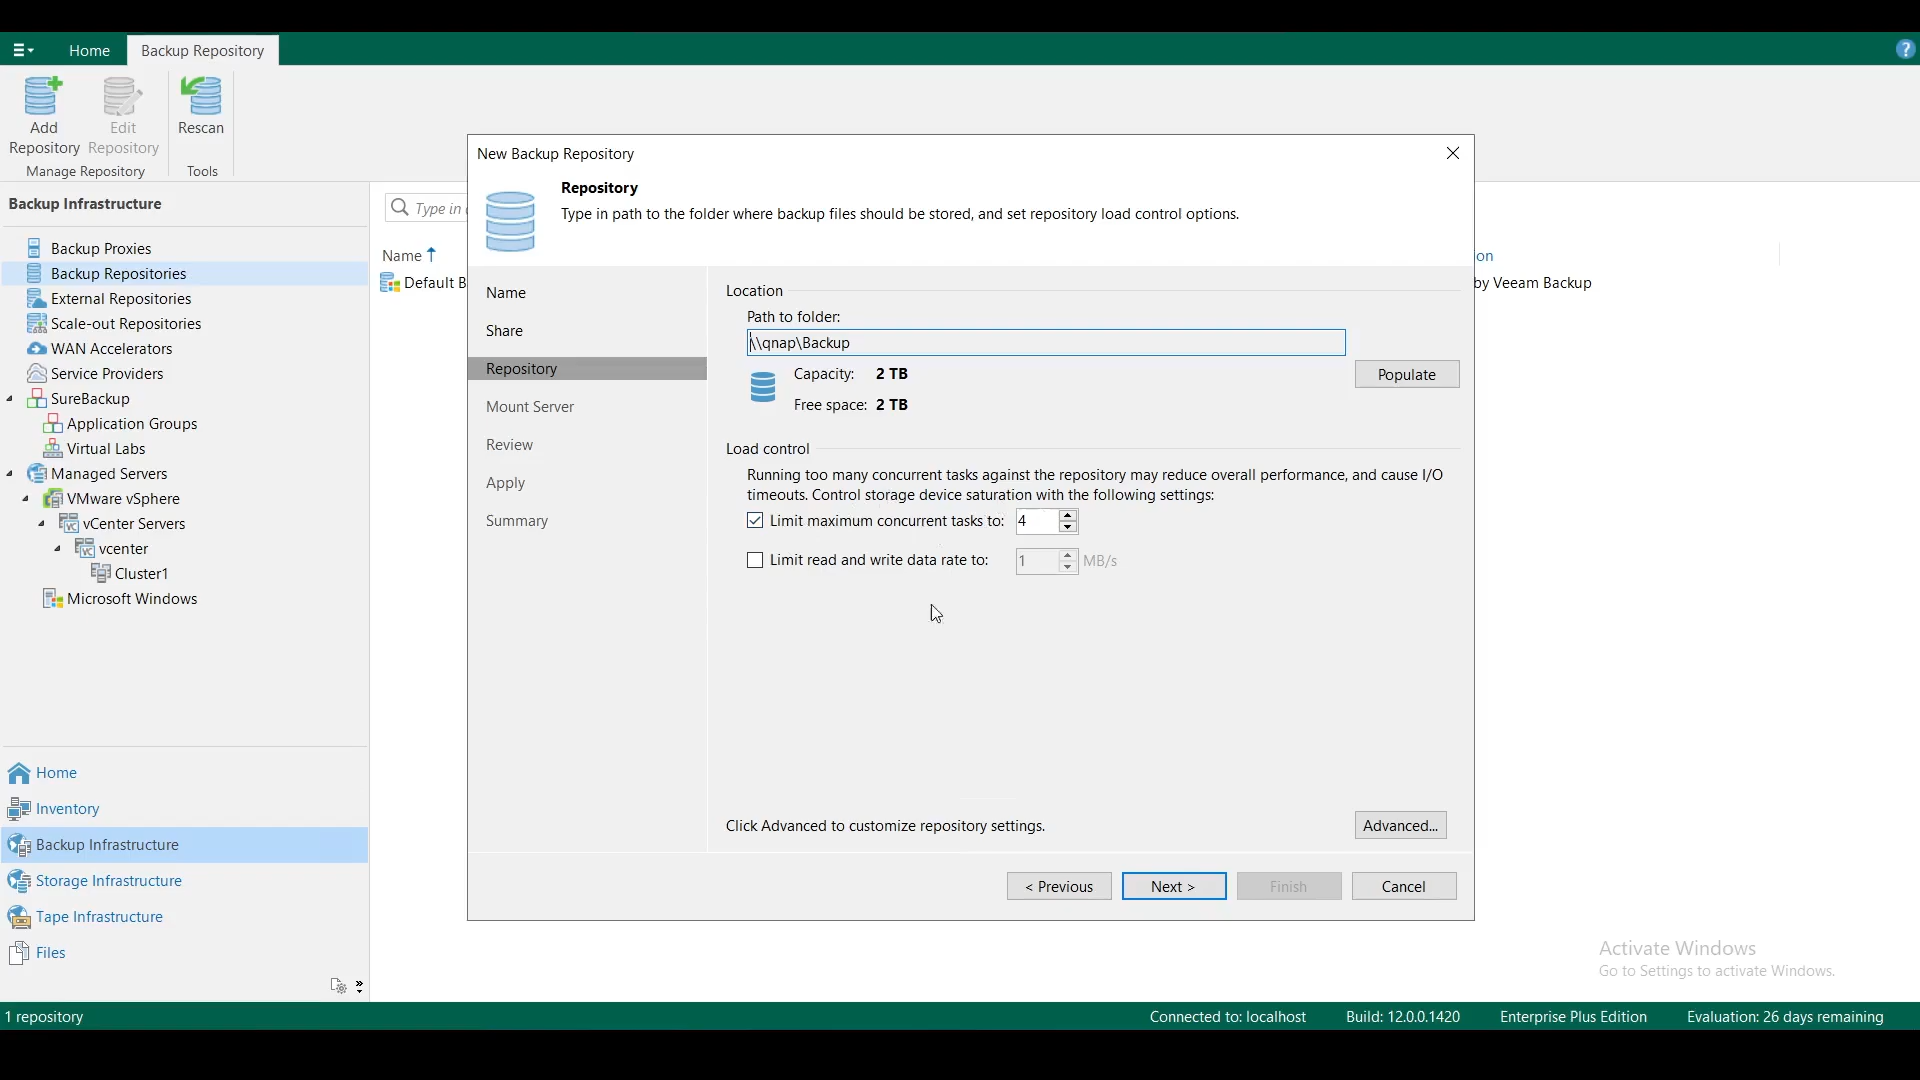 Home
Backup Repository
?
Add
Repository
Edit
Repository
Rescan
Manage Repository
Tools
Backup Infrastructure
Backup Proxies
Backup Repositories
External Repositories
Scale-out Repositories
WAN Accelerators
Service Providers
SureBackup
Application Groups
Virtual Labs
Managed Servers
VMware vSphere
vCenter Servers
vcenter
Cluster1
Microsoft Windows
Home
Inventory
Backup Infrastructure
Storage Infrastructure
Tape Infrastructure
Files
Type in
Name
Default B
on
by Veeam Backup
New Backup Repository
Repository
Type in path to the folder where backup files should be stored, and set repository load control options.
Name
Share
Repository
Mount Server
Review
Apply
Summary
Location
Path to folder:
\\qnap\Backup
Capacity: 2 TB
Free space: 2 TB
Populate
Load control
Running too many concurrent tasks against the repository may reduce overall performance, and cause I/O
timeouts. Control storage device saturation with the following settings:
Limit maximum concurrent tasks to: 4
Limit read and write data rate to: 1 MB/s
Click Advanced to customize repository settings.
Advanced...
< Previous
Next >
Finish
Cancel
Activate Windows
Go to Settings to activate Windows.
1 repository
Connected to: localhost
Build: 12.0.0.1420
Enterprise Plus Edition
Evaluation: 26 days remaining